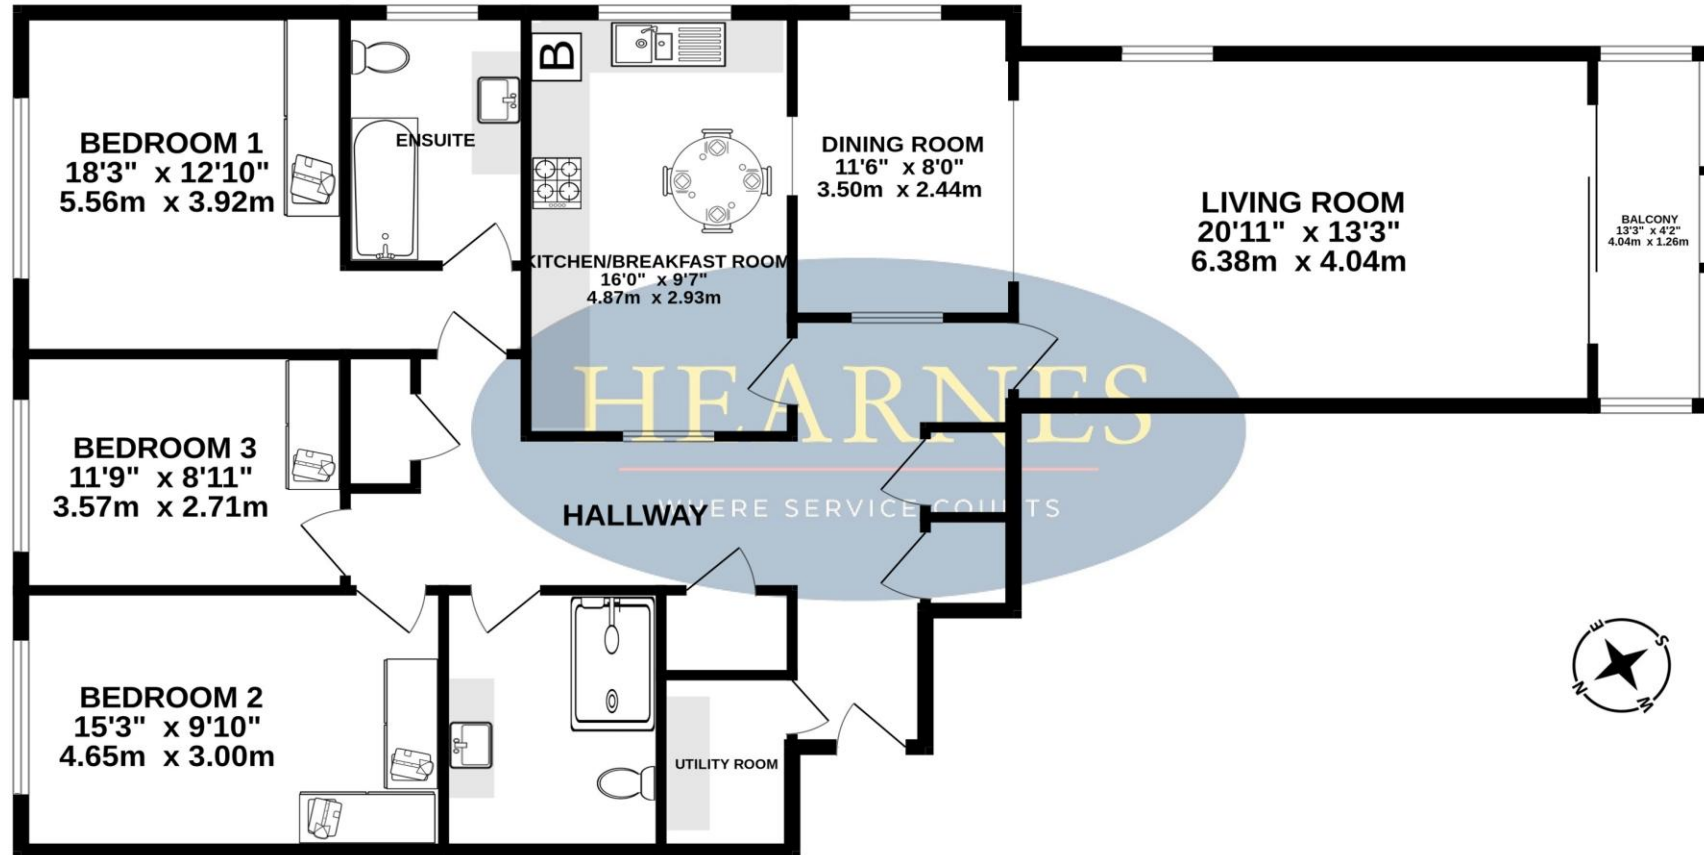 BEDROOM 1
18'3" x 12'10"
5.56m x 3.92m
ENSUITE
B
KITCHEN/BREAKFAST ROOM
16'0" x 9'7"
4.87m x 2.93m
DINING ROOM
11'6" x 8'0"
3.50m x 2.44m
LIVING ROOM
20'11" x 13'3"
6.38m x 4.04m
BALCONY
13'3" x 4'2"
4.04m x 1.26m
BEDROOM 3
11'9" x 8'11"
3.57m x 2.71m
HEARNES
WHERE SERVICE COUNTS
HALLWAY
BEDROOM 2
15'3" x 9'10"
4.65m x 3.00m
UTILITY ROOM
E
S
N
W